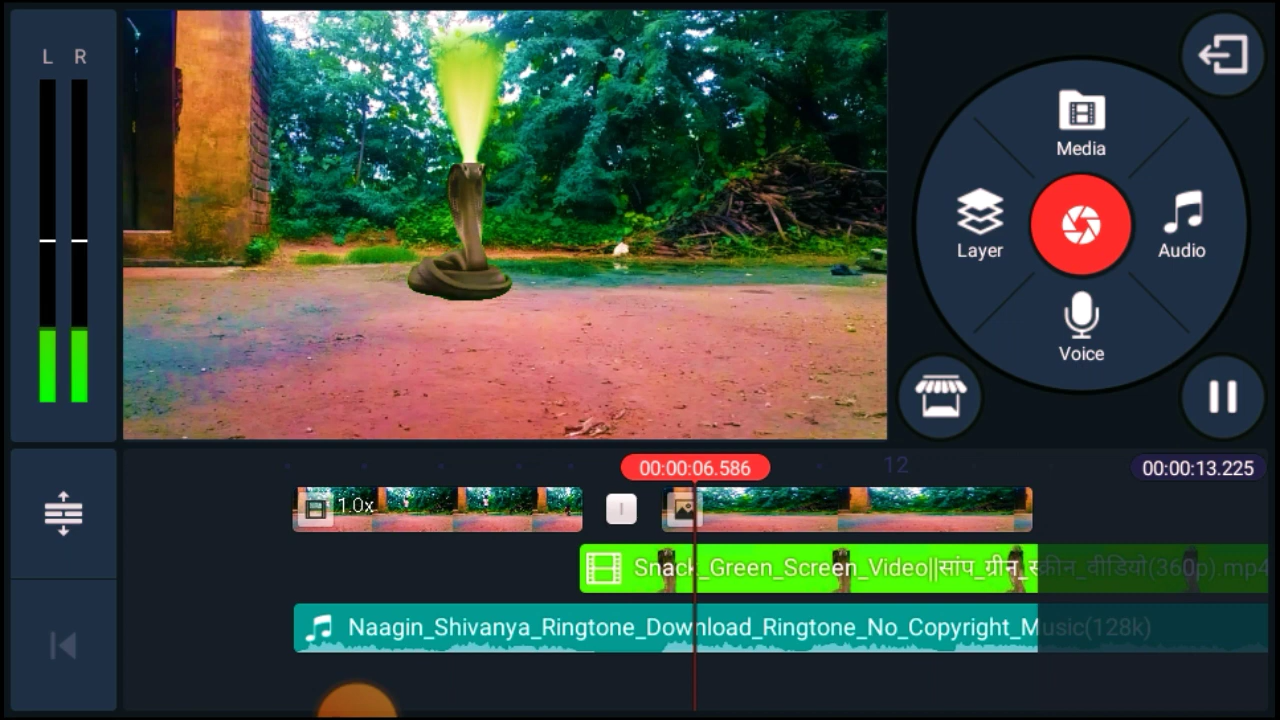 L R
Media
Layer
Audio
Voice
00:00:06.586
12
00:00:13.225
1.0x
Snack_Green_Screen_Video||सांप_ग्रीन_स्क्रीन_वीडियो(360p).mp4
Naagin_Shivanya_Ringtone_Download_Ringtone_No_Copyright_Music(128k)